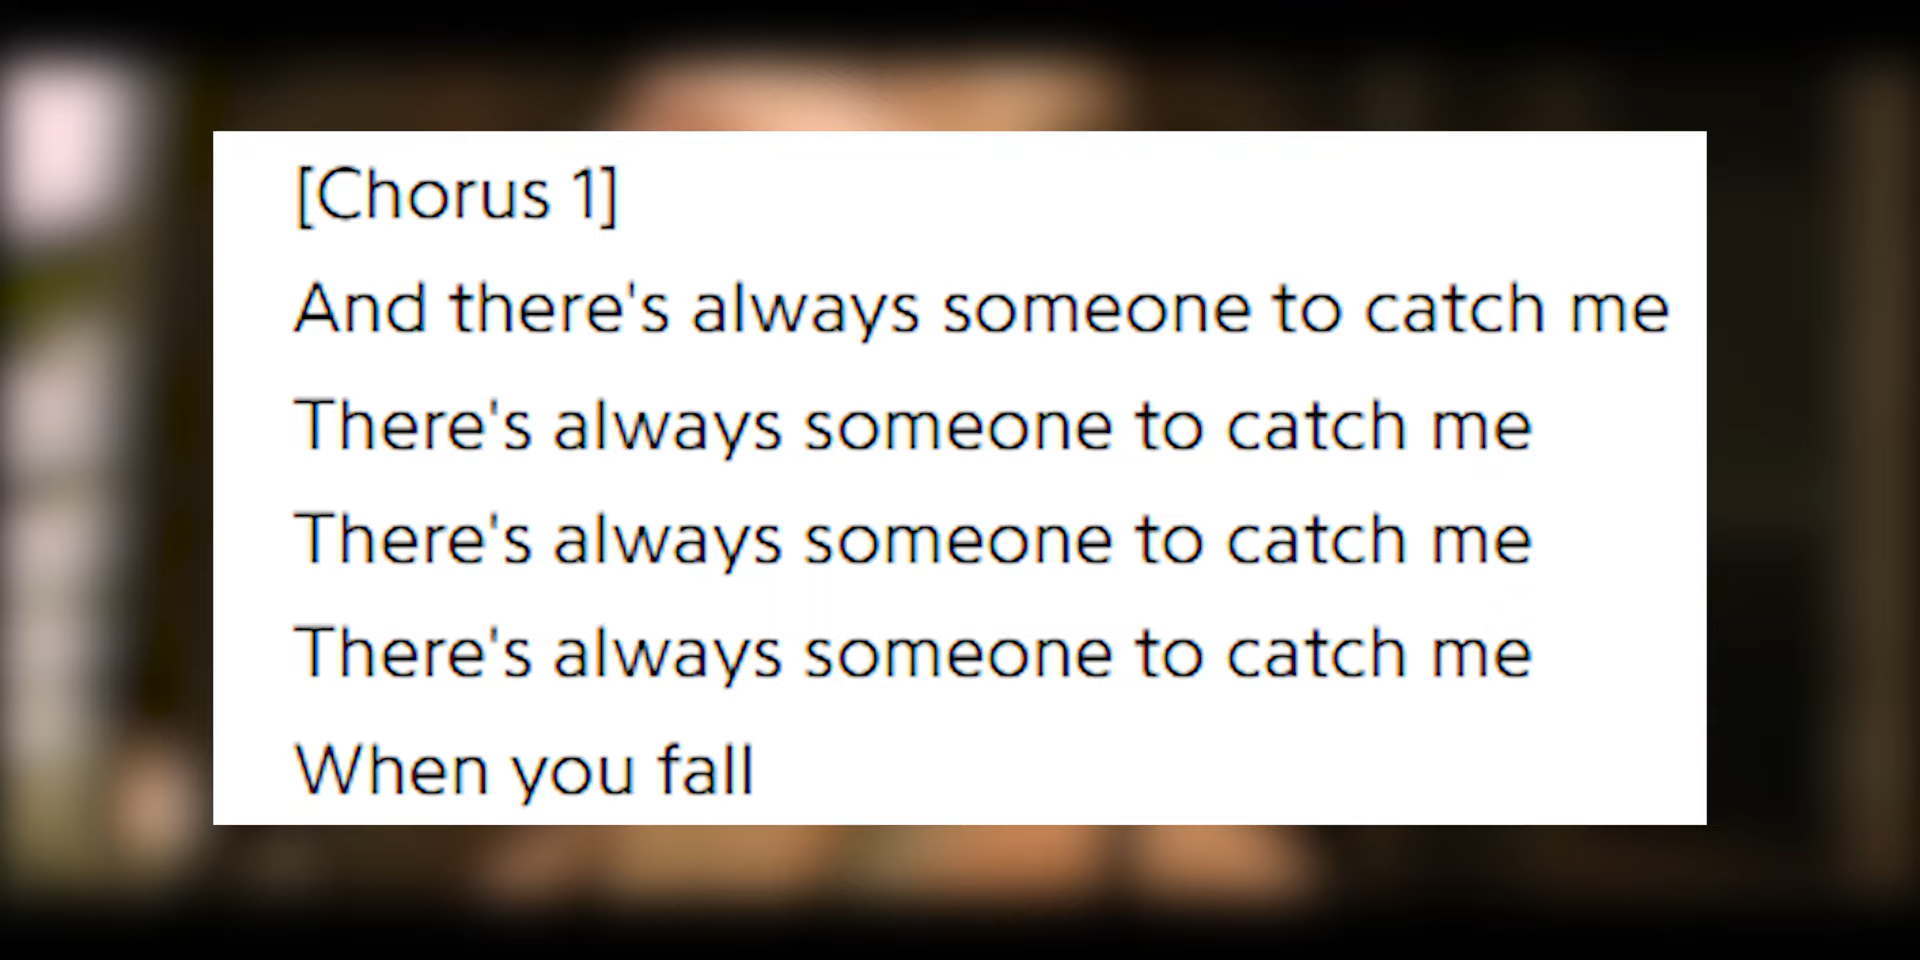 [Chorus 1]
And there's always someone to catch me
There's always someone to catch me
There's always someone to catch me
There's always someone to catch me
When you fall